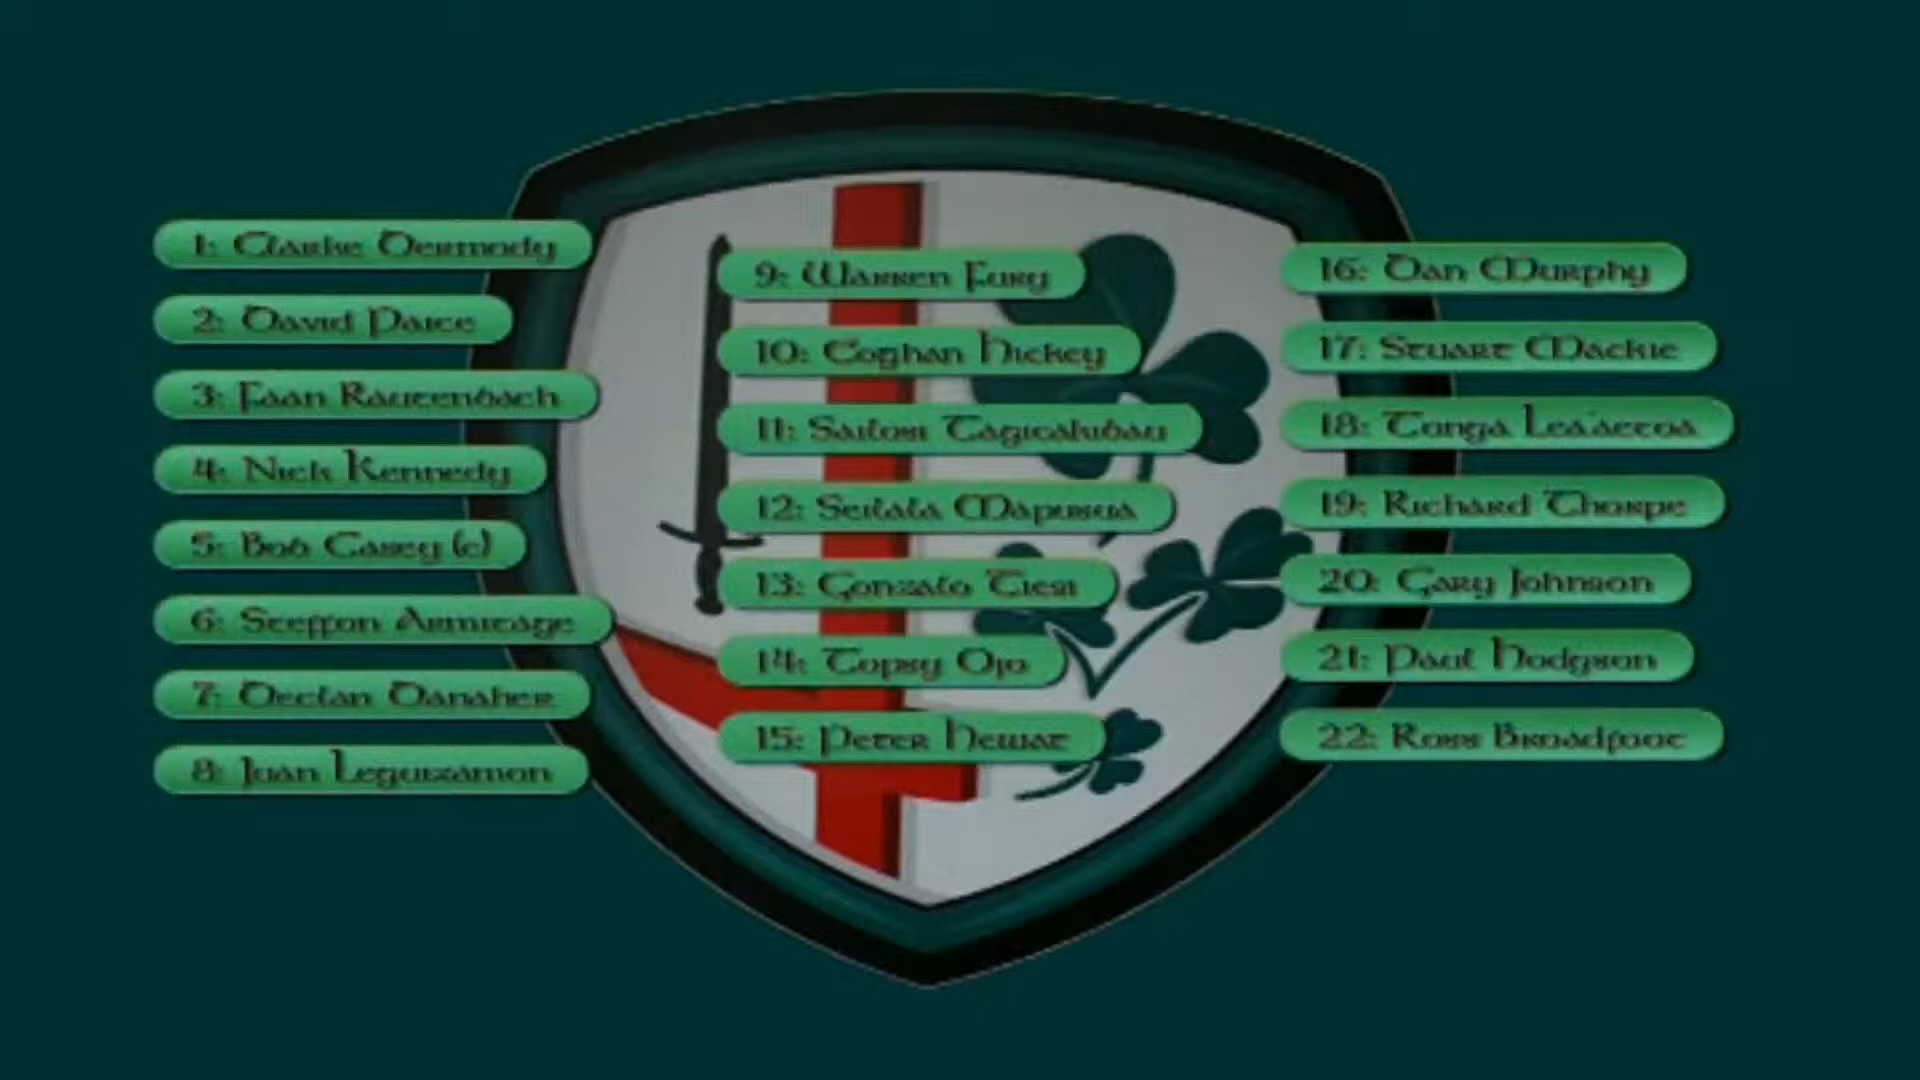 1: Clarke Dermody
2: David Paice
3: Faan Rautenbach
4: Nick Kennedy
5: Bob Casey (c)
6: Steffon Armitage
7: Declan Danaher
8: Juan Leguizamon
9: Warren Fury
10: Eoghan Hickey
11: Sailosi Tagicakibau
12: Seilala Mapusua
13: Gonzalo Tiesi
14: Topsy Ojo
15: Peter Hewat
16: Dan Murphy
17: Stuart Mackie
18: Tonga Lea'aetoa
19: Richard Thorpe
20: Gary Johnson
21: Paul Hodgson
22: Ross Broadfoot